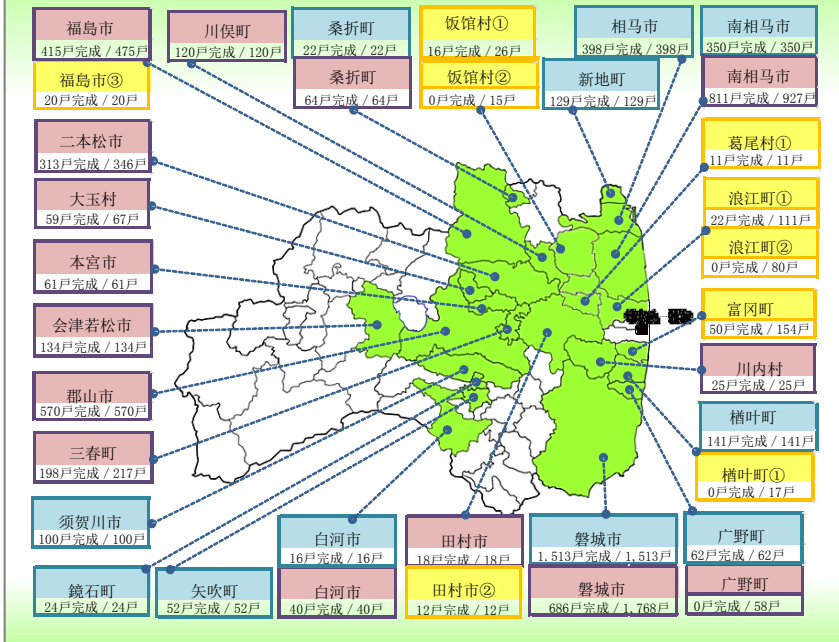 福島市
415戸完成 / 475戸
福島市③
20戸完成 / 20戸
川俣町
120戸完成 / 120戸
桑折町
22戸完成 / 22戸
桑折町
64戸完成 / 64戸
饭馆村①
16戸完成 / 26戸
饭馆村②
0戸完成 / 15戸
相马市
398戸完成 / 398戸
新地町
129戸完成 / 129戸
南相马市
350戸完成 / 350戸
南相马市
811戸完成 / 927戸
二本松市
313戸完成 / 346戸
大玉村
59戸完成 / 67戸
本宮市
61戸完成 / 61戸
会津若松市
134戸完成 / 134戸
郡山市
570戸完成 / 570戸
三春町
198戸完成 / 217戸
须贺川市
100戸完成 / 100戸
鏡石町
24戸完成 / 24戸
矢吹町
52戸完成 / 52戸
葛尾村①
11戸完成 / 11戸
浪江町①
22戸完成 / 111戸
浪江町②
0戸完成 / 80戸
富冈町
50戸完成 / 154戸
川内村
25戸完成 / 25戸
楢叶町
141戸完成 / 141戸
楢叶町①
0戸完成 / 17戸
白河市
16戸完成 / 16戸
白河市
40戸完成 / 40戸
田村市
18戸完成 / 18戸
田村市②
12戸完成 / 12戸
磐城市
1,513戸完成 / 1,513戸
磐城市
686戸完成 / 1,768戸
广野町
62戸完成 / 62戸
广野町
0戸完成 / 58戸